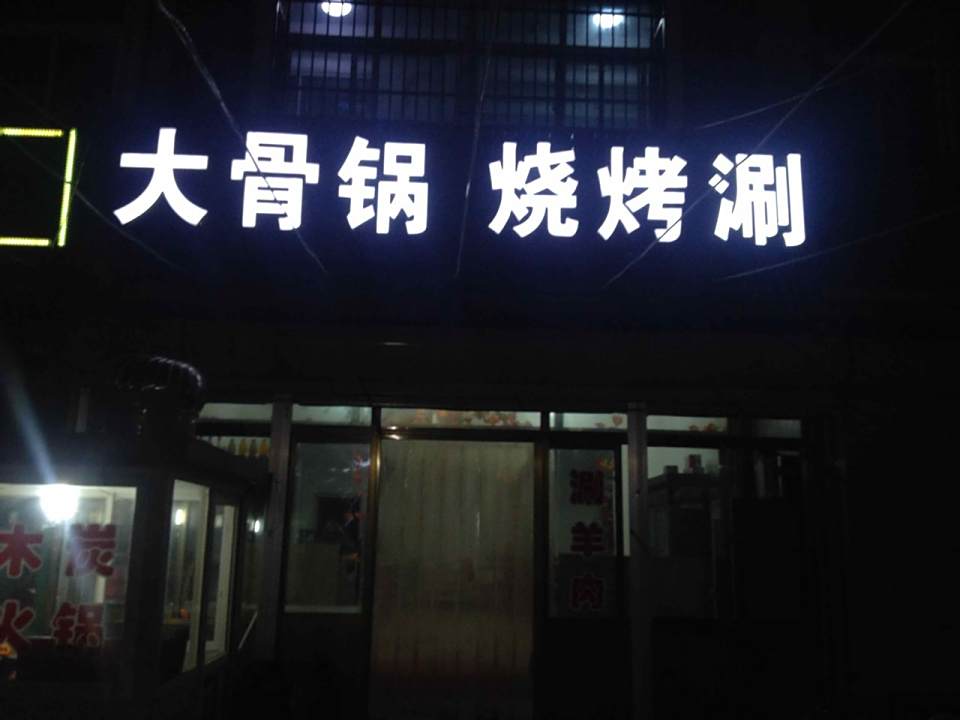 大骨锅 烧烤涮
木炭
火锅
涮羊肉